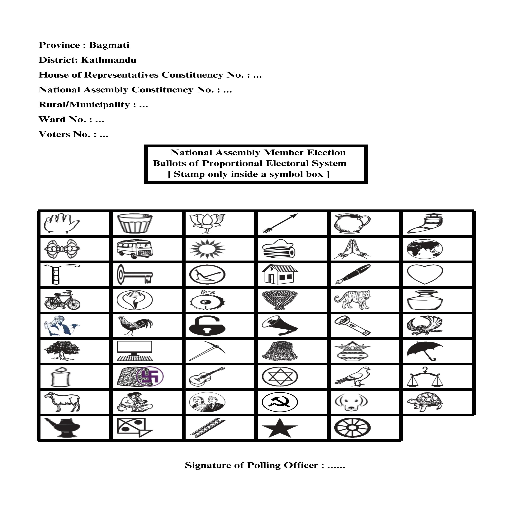 Province : Bagmati
District: Kathmandu
House of Representatives Constituency No. : ...
National Assembly Constituency No. : ...
Rural/Municipality : ...
Ward No. : ...
Voters No. : ...
National Assembly Member Election
Ballots of Proportional Electoral System
[ Stamp only inside a symbol box ]
Signature of Polling Officer : ......